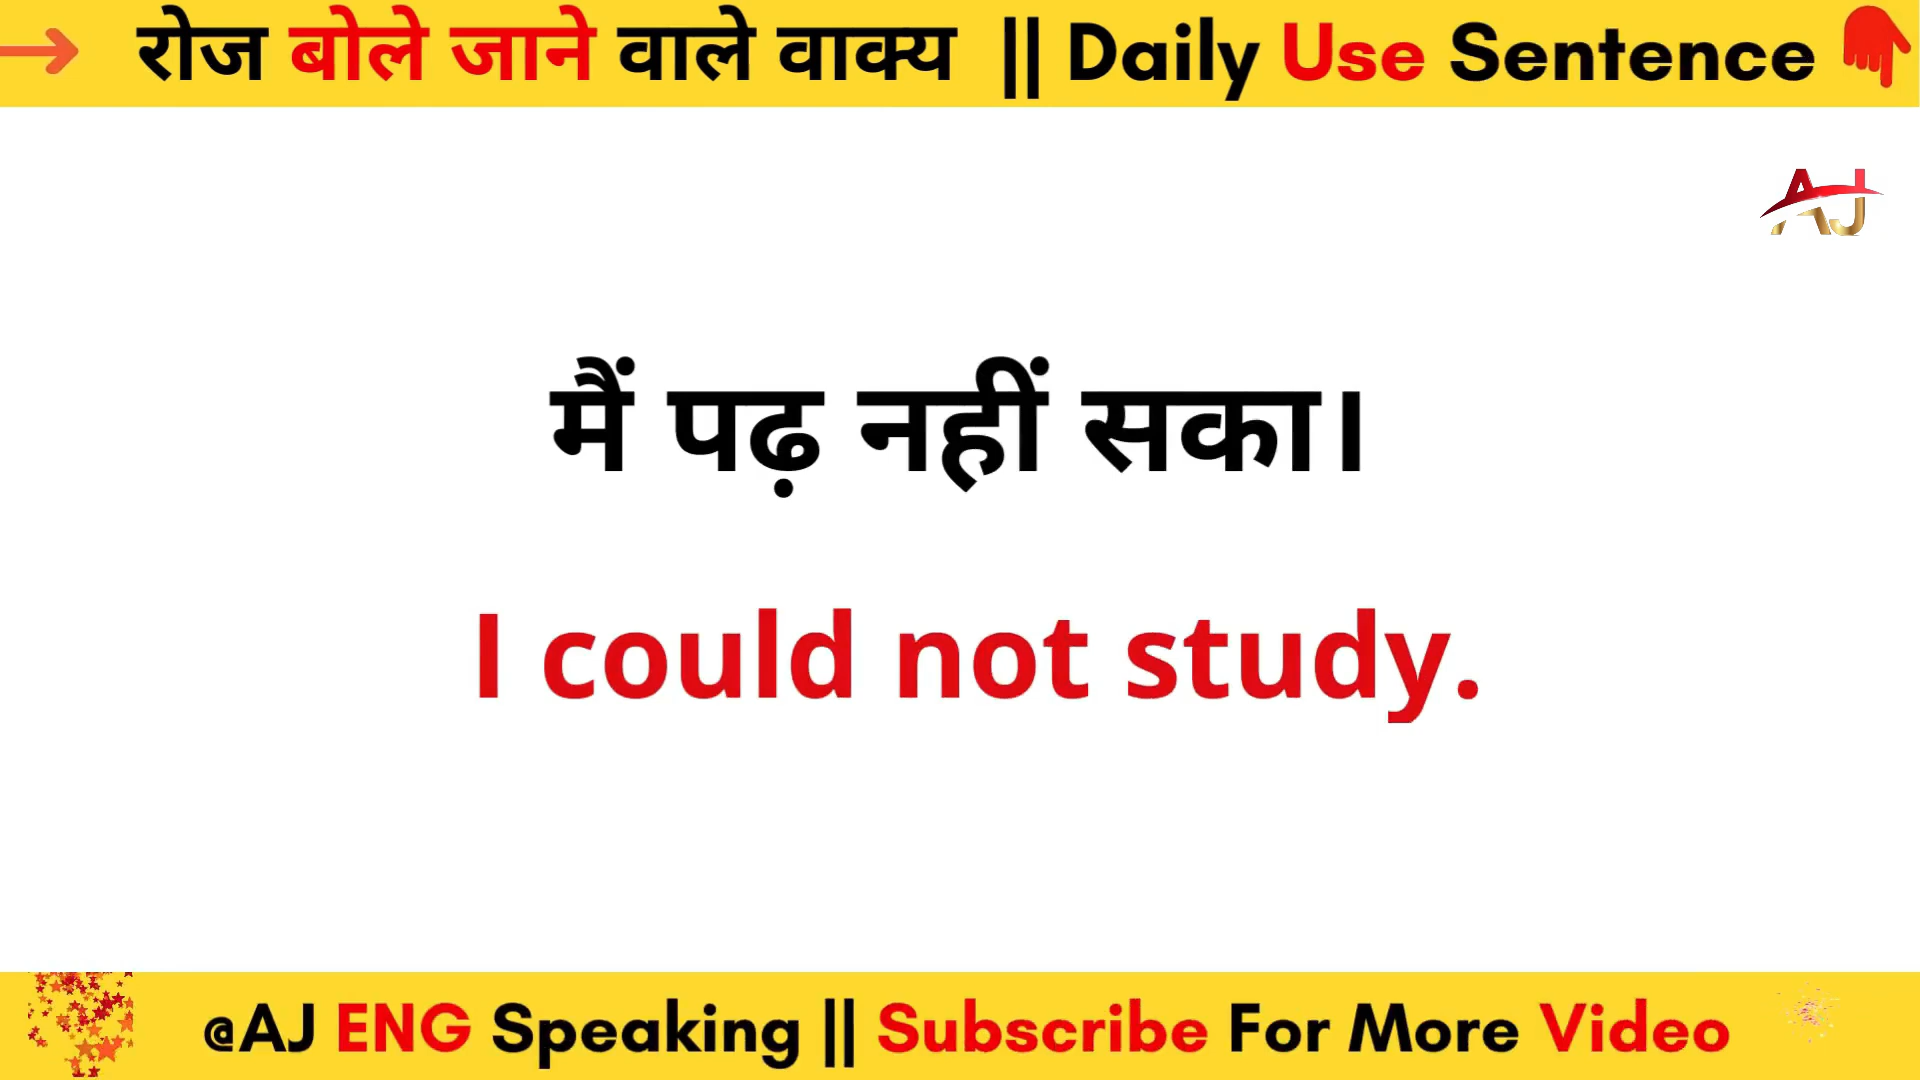 रोज बोले जाने वाले वाक्य || Daily Use Sentence
AJ
मैं पढ़ नहीं सका।
I could not study.
@AJ ENG Speaking || Subscribe For More Video